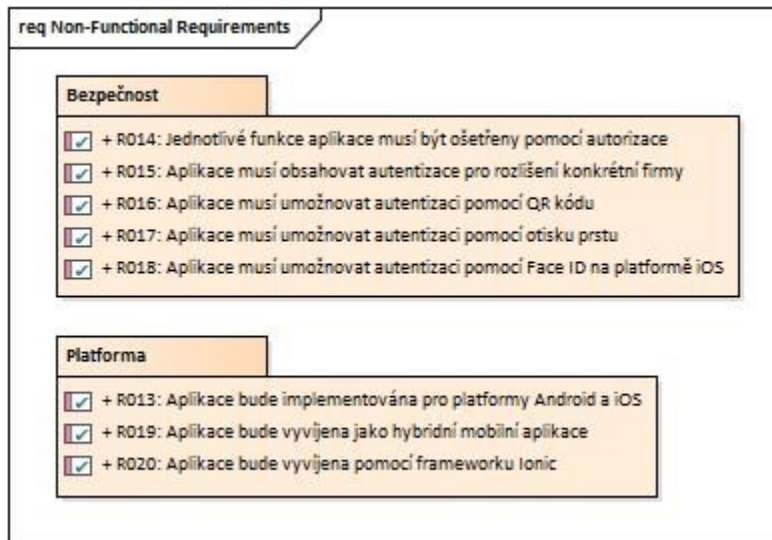 req Non-Functional Requirements
Bezpečnost
+ R014: Jednotlivé funkce aplikace musí být ošetřeny pomocí autorizace
+ R015: Aplikace musí obsahovat autentizace pro rozlišení konkrétní firmy
+ R016: Aplikace musí umožnovat autentizaci pomocí QR kódu
+ R017: Aplikace musí umožnovat autentizaci pomocí otisku prstu
+ R018: Aplikace musí umožnovat autentizaci pomocí Face ID na platformě iOS
Platforma
+ R013: Aplikace bude implementována pro platformy Android a iOS
+ R019: Aplikace bude vyvíjena jako hybridní mobilní aplikace
+ R020: Aplikace bude vyvíjena pomocí frameworku Ionic